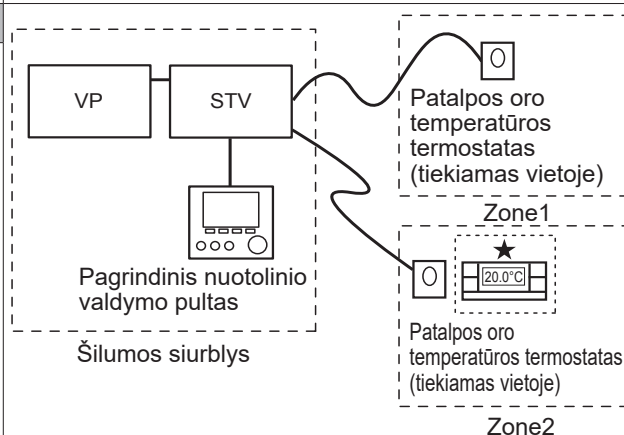 VP
STV
Pagrindinis nuotolinio
valdymo pultas
Šilumos siurblys
Patalpos oro
temperatūros
termostatas
(tiekiamas vietoje)
Zone1
20.0°C
Patalpos oro
temperatūros termostatas
(tiekiamas vietoje)
Zone2